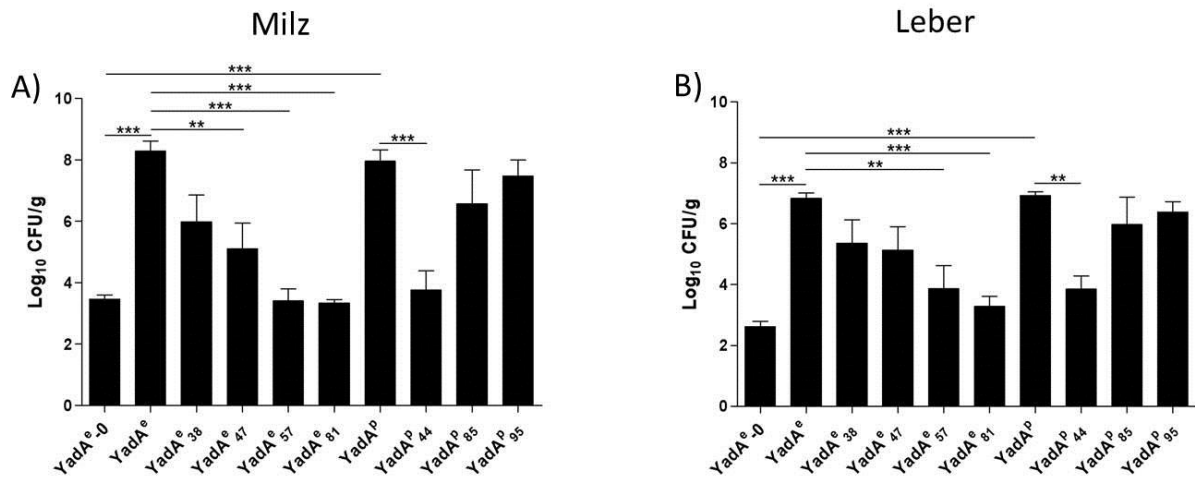 Milz
A)
***
***
***
***
**
***
Log10 CFU/g
10
8
6
4
2
0
YadAe-0
YadAe
YadAe 38
YadAe 47
YadAe 57
YadAe 81
YadAp
YadAp 44
YadAp 85
YadAp 95
Leber
B)
***
***
**
***
**
Log10 CFU/g
10
8
6
4
2
0
YadAe-0
YadAe
YadAe 38
YadAe 47
YadAe 57
YadAe 81
YadAp
YadAp 44
YadAp 85
YadAp 95